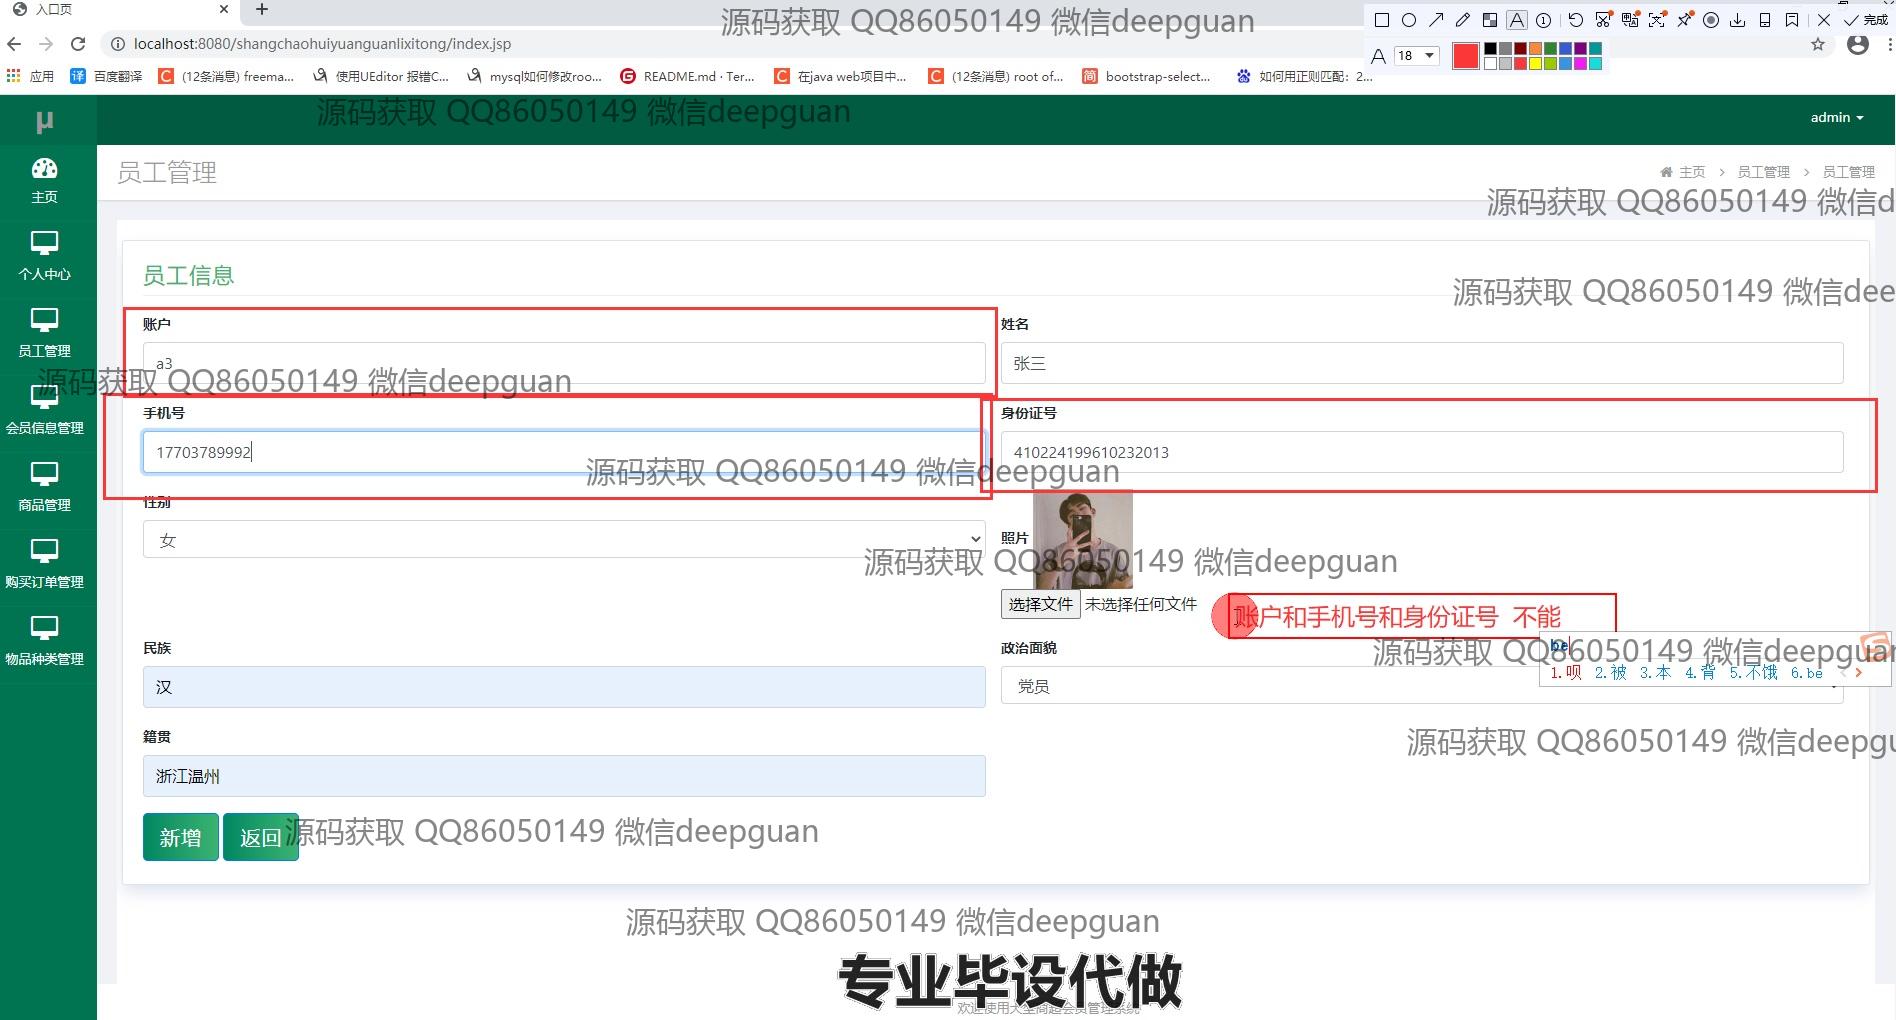 入口页
源码获取 QQ86050149 微信deepguan
完成
localhost:8080/shangchaohuiyuanguanlixitong/index.jsp
A 18
应用
百度翻译
(12条消息) freema...
使用UEditor 报错C...
mysql如何修改roo...
README.md · Ter...
在java web项目中...
(12条消息) root of...
bootstrap-select...
如何用正则匹配：2...
μ
源码获取 QQ86050149 微信deepguan
admin
员工管理
主页 > 员工管理 > 员工管理
源码获取 QQ86050149 微信d
主页
个人中心
员工管理
会员信息管理
商品管理
购买订单管理
物品种类管理
员工信息
源码获取 QQ86050149 微信dee
账户
a3
姓名
张三
源码获取 QQ86050149 微信deepguan
手机号
17703789992
身份证号
410224199610232013
源码获取 QQ86050149 微信deepguan
性别
女
照片
源码获取 QQ86050149 微信deepguan
选择文件 未选择任何文件
账户和手机号和身份证号 不能
be
1.呗 2.被 3.本 4.背 5.不饿 6.be
源码获取 QQ86050149 微信deepguan
民族
汉
政治面貌
党员
籍贯
浙江温州
源码获取 QQ86050149 微信deepgu
新增
返回
源码获取 QQ86050149 微信deepguan
源码获取 QQ86050149 微信deepguan
专业毕设代做
欢迎使用大型商超会员管理系统